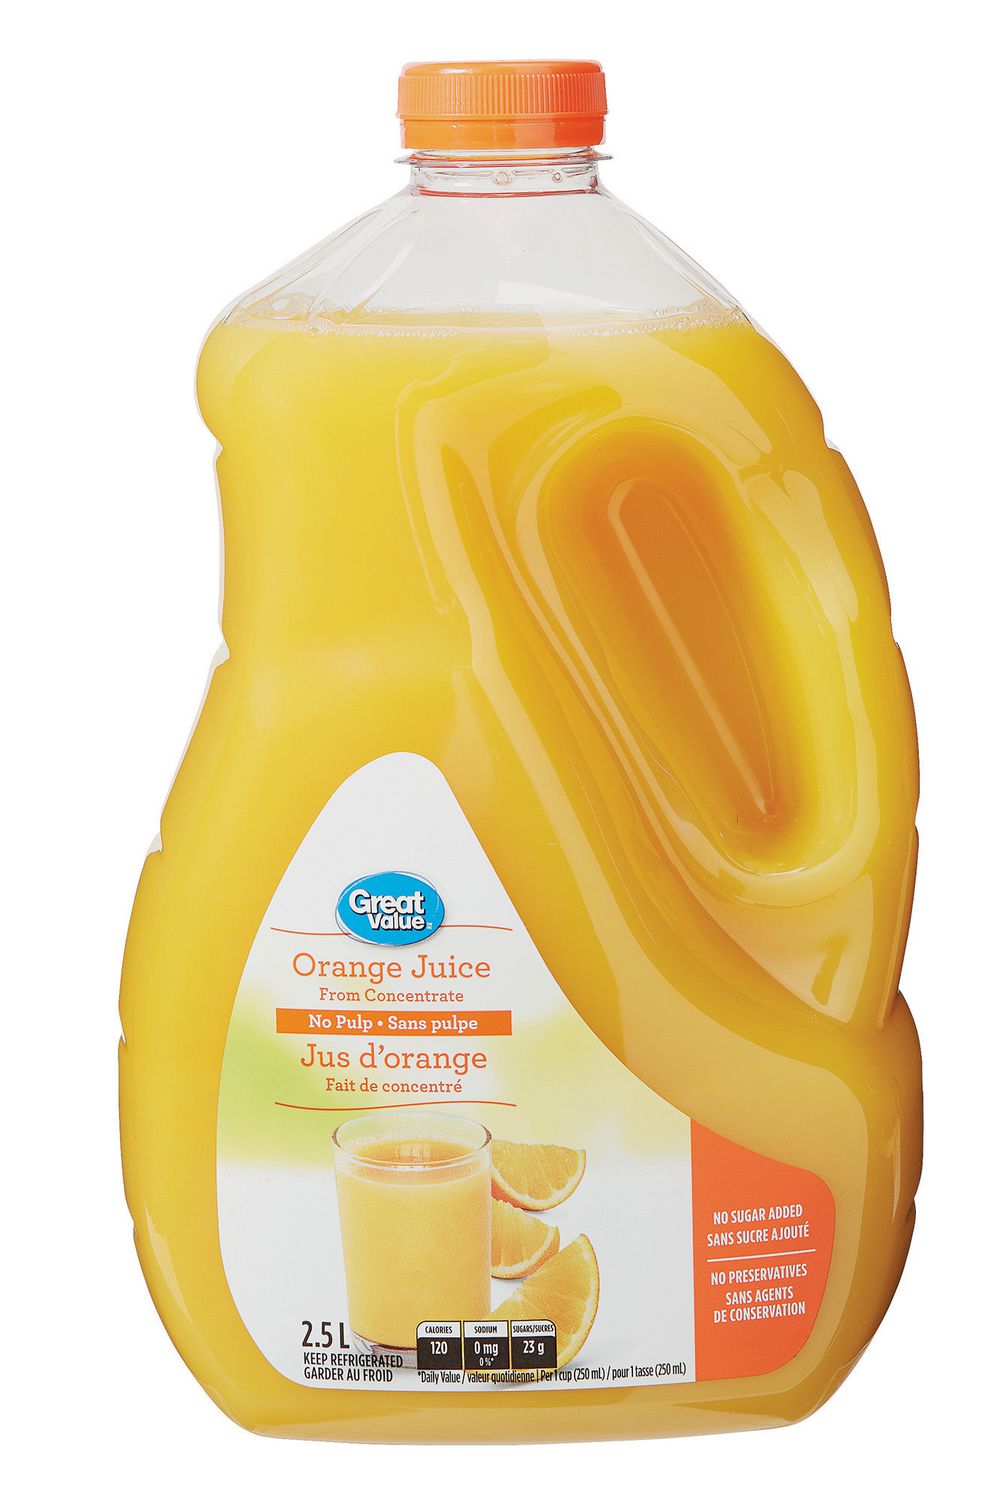 Great
Value
Orange Juice
From Concentrate
No Pulp • Sans pulpe
Jus d'orange
Fait de concentré
NO SUGAR ADDED
SANS SUCRE AJOUTÉ
NO PRESERVATIVES
SANS AGENTS
DE CONSERVATION
2.5 L
KEEP REFRIGERATED
GARDER AU FROID
CALORIES
120
SODIUM
0 mg
0 %*
SUGARS/SUCRES
23 g
*Daily Value / valeur quotidienne | Per 1 cup (250 mL) / pour 1 tasse (250 mL)